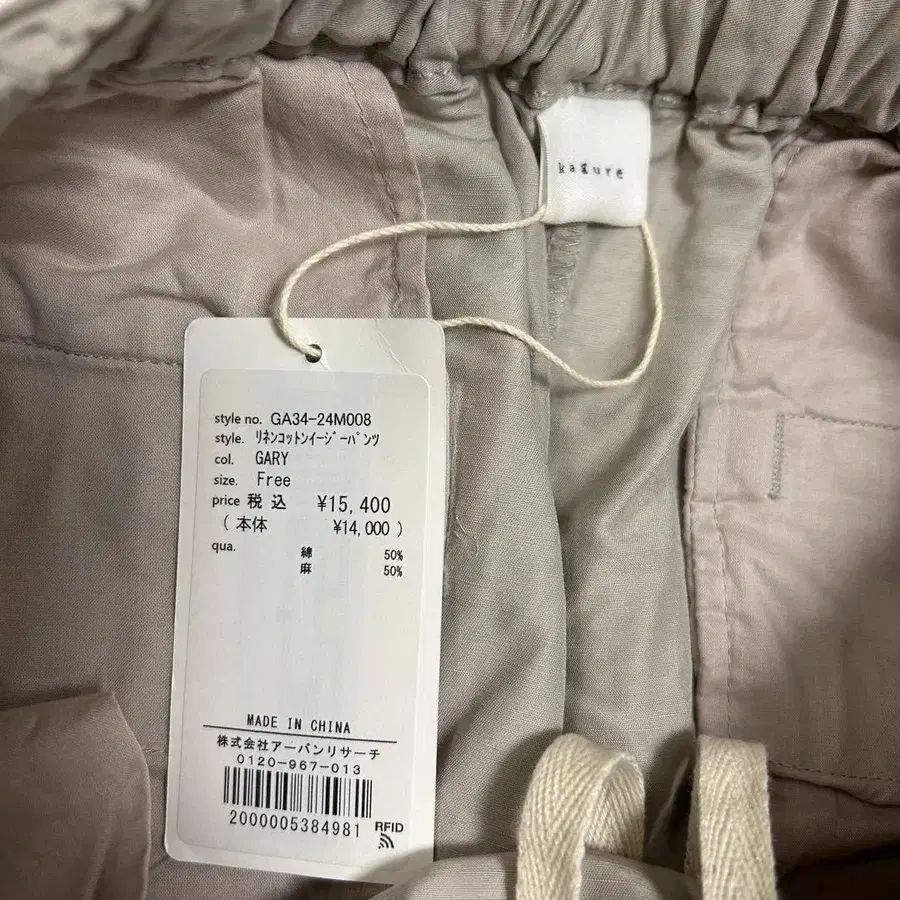 kagure
style no. GA34-24M008
style. ﾘﾈﾝｺｯﾄﾝｲｰｼﾞｰﾊﾟﾝﾂ
col. GARY
size. Free
price 税込 ¥15,400
( 本体 ¥14,000 )
qua. 綿 50%
麻 50%
MADE IN CHINA
株式会社アーバンリサーチ
0120-967-013
2000005384981 RFID